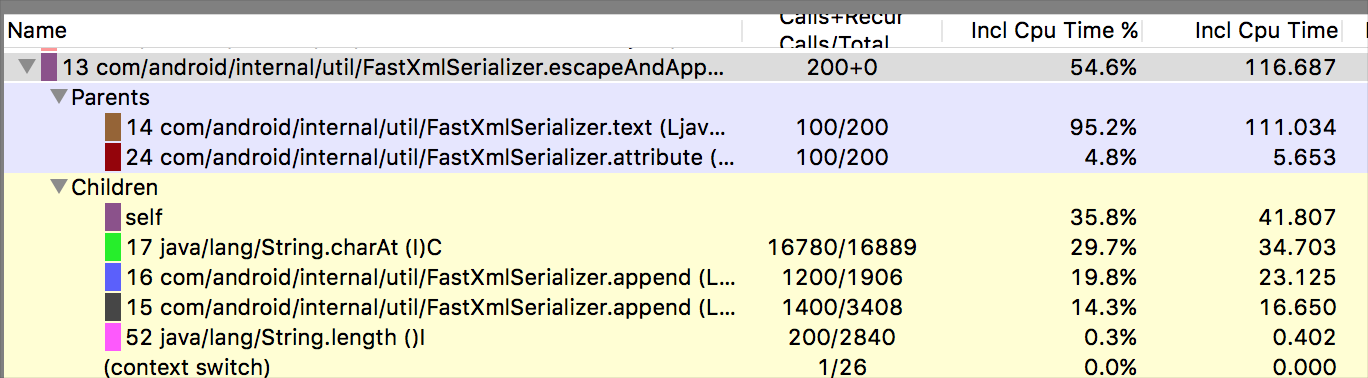 Name Calls+Recur Calls/Total Incl Cpu Time % Incl Cpu Time
13 com/android/internal/util/FastXmlSerializer.escapeAndApp... 200+0 54.6% 116.687
Parents
14 com/android/internal/util/FastXmlSerializer.text (Ljav... 100/200 95.2% 111.034
24 com/android/internal/util/FastXmlSerializer.attribute (... 100/200 4.8% 5.653
Children
self 35.8% 41.807
17 java/lang/String.charAt (I)C 16780/16889 29.7% 34.703
16 com/android/internal/util/FastXmlSerializer.append (L... 1200/1906 19.8% 23.125
15 com/android/internal/util/FastXmlSerializer.append (L... 1400/3408 14.3% 16.650
52 java/lang/String.length ()I 200/2840 0.3% 0.402
(context switch) 1/26 0.0% 0.000